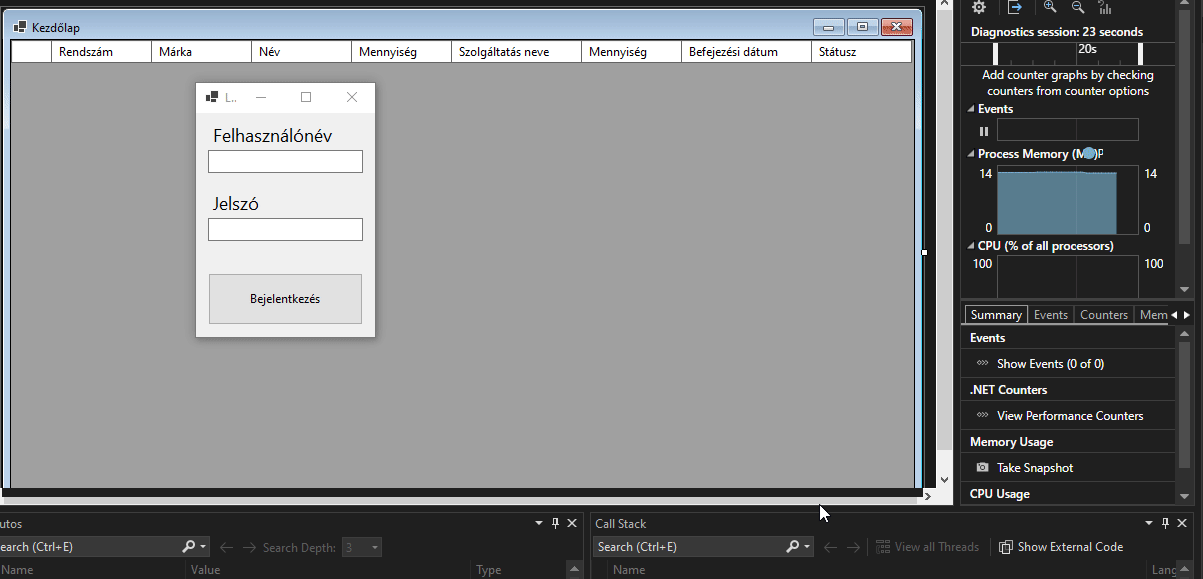 Kezdőlap
Rendszám Márka Név Mennyiség Szolgáltatás neve Mennyiség Befejezési dátum Státusz
L..
Felhasználónév
Jelszó
Bejelentkezés
Diagnostics session: 23 seconds
20s
Add counter graphs by checking
counters from counter options
Events
Process Memory (M )P
14 14
0 0
CPU (% of all processors)
100 100
Summary Events Counters Mem
Events
Show Events (0 of 0)
.NET Counters
View Performance Counters
Memory Usage
Take Snapshot
CPU Usage
utos
earch (Ctrl+E) Search Depth: 3
Name Value Type
Call Stack
Search (Ctrl+E) View all Threads Show External Code
Name Lang